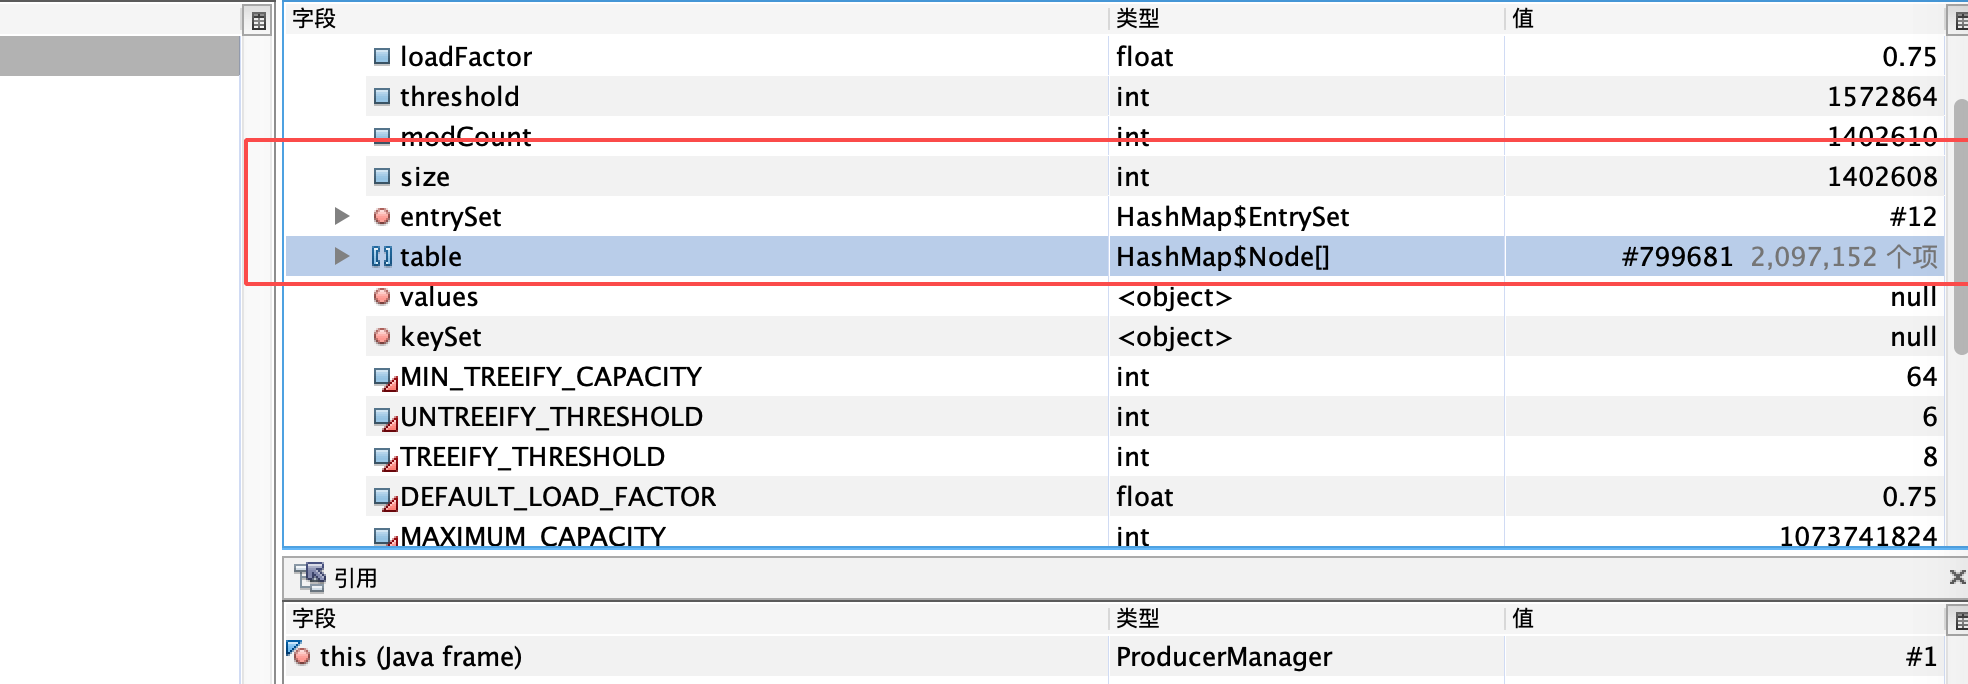 字段 类型 值
loadFactor float 0.75
threshold int 1572864
modCount int 1402610
size int 1402608
entrySet HashMap$EntrySet #12
table HashMap$Node[] #799681 2,097,152 个项
values <object> null
keySet <object> null
MIN_TREEIFY_CAPACITY int 64
UNTREEIFY_THRESHOLD int 6
TREEIFY_THRESHOLD int 8
DEFAULT_LOAD_FACTOR float 0.75
MAXIMUM_CAPACITY int 1073741824
引用
字段 类型 值
this (Java frame) ProducerManager #1